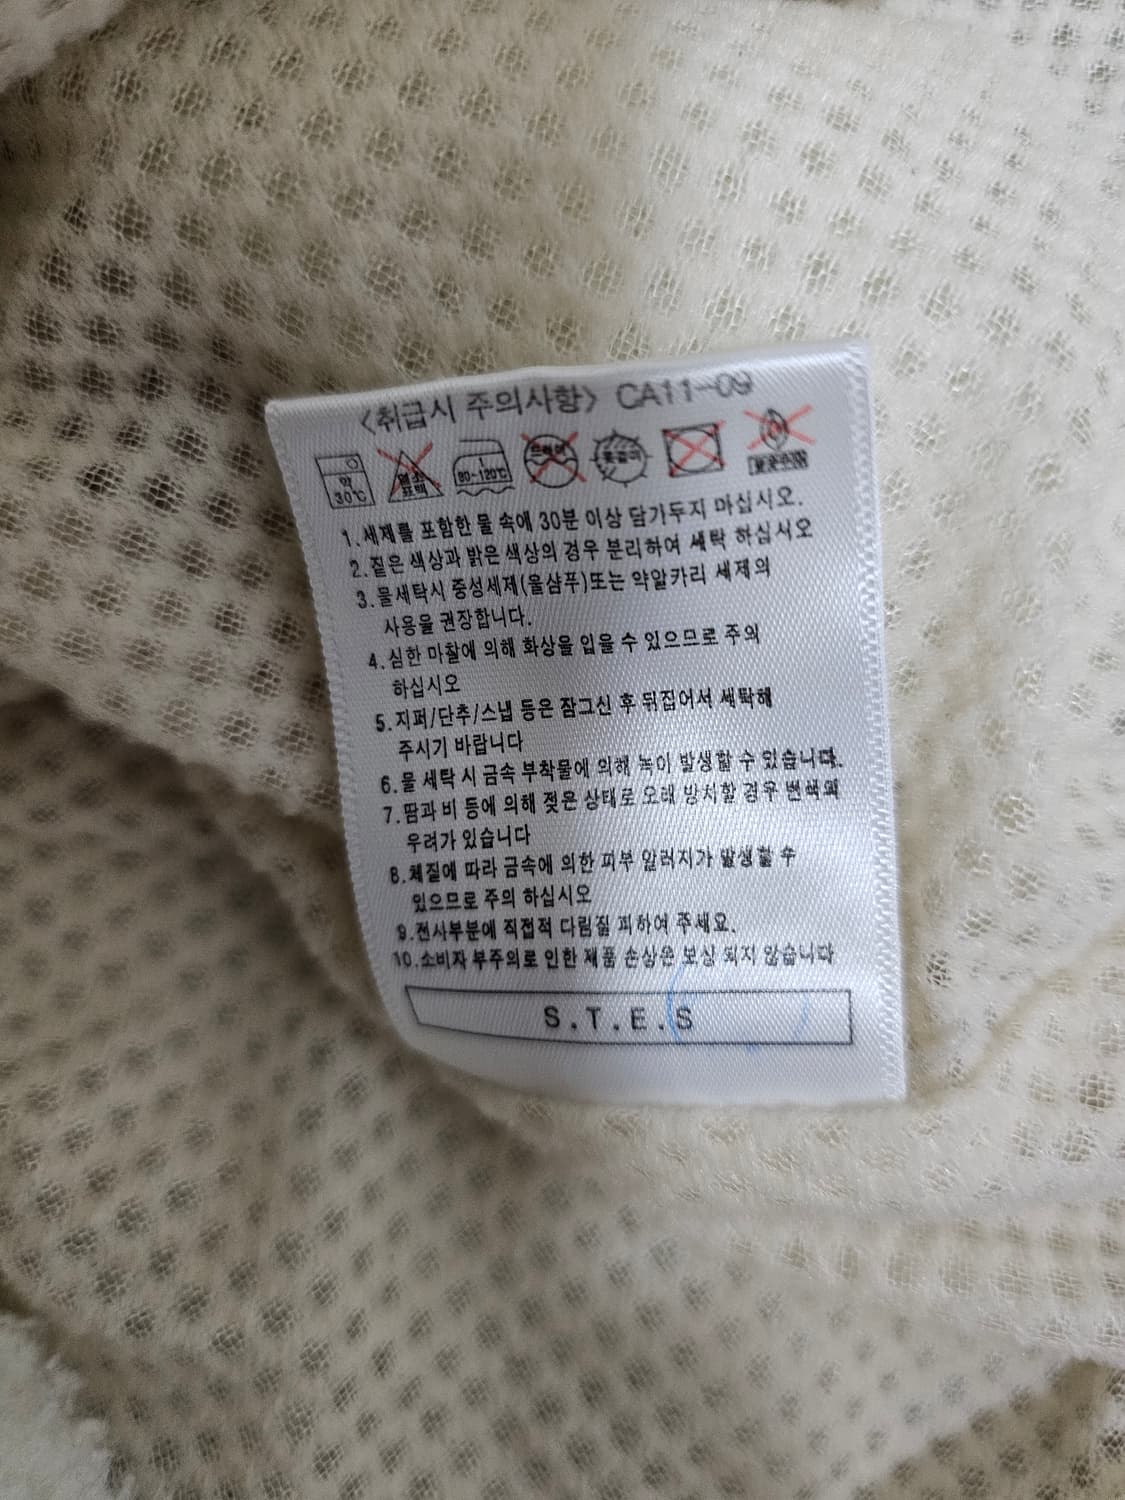 <취급시 주의사항> CA11-09
약 30℃ 염소 표백 80~120℃ 드라이 옷걸이
1.세제를 포함한 물 속에 30분 이상 담가두지 마십시오.
2.짙은 색상과 밝은 색상의 경우 분리하여 세탁 하십시오
3.물세탁시 중성세제(울샴푸)또는 약알카리 세제의
사용을 권장합니다.
4.심한 마찰에 의해 화상을 입을 수 있으므로 주의
하십시오
5.지퍼/단추/스냅 등은 잠그신 후 뒤집어서 세탁해
주시기 바랍니다
6.물 세탁 시 금속 부착물에 의해 녹이 발생할 수 있습니다.
7.땀과 비 등에 의해 젖은 상태로 오래 방치할 경우 변색의
우려가 있습니다
8.체질에 따라 금속에 의한 피부 알러지가 발생할 수
있으므로 주의 하십시오
9.전사부분에 직접적 다림질 피하여 주세요.
10.소비자 부주의로 인한 제품 손상은 보상 되지 않습니다
S.T.E.S